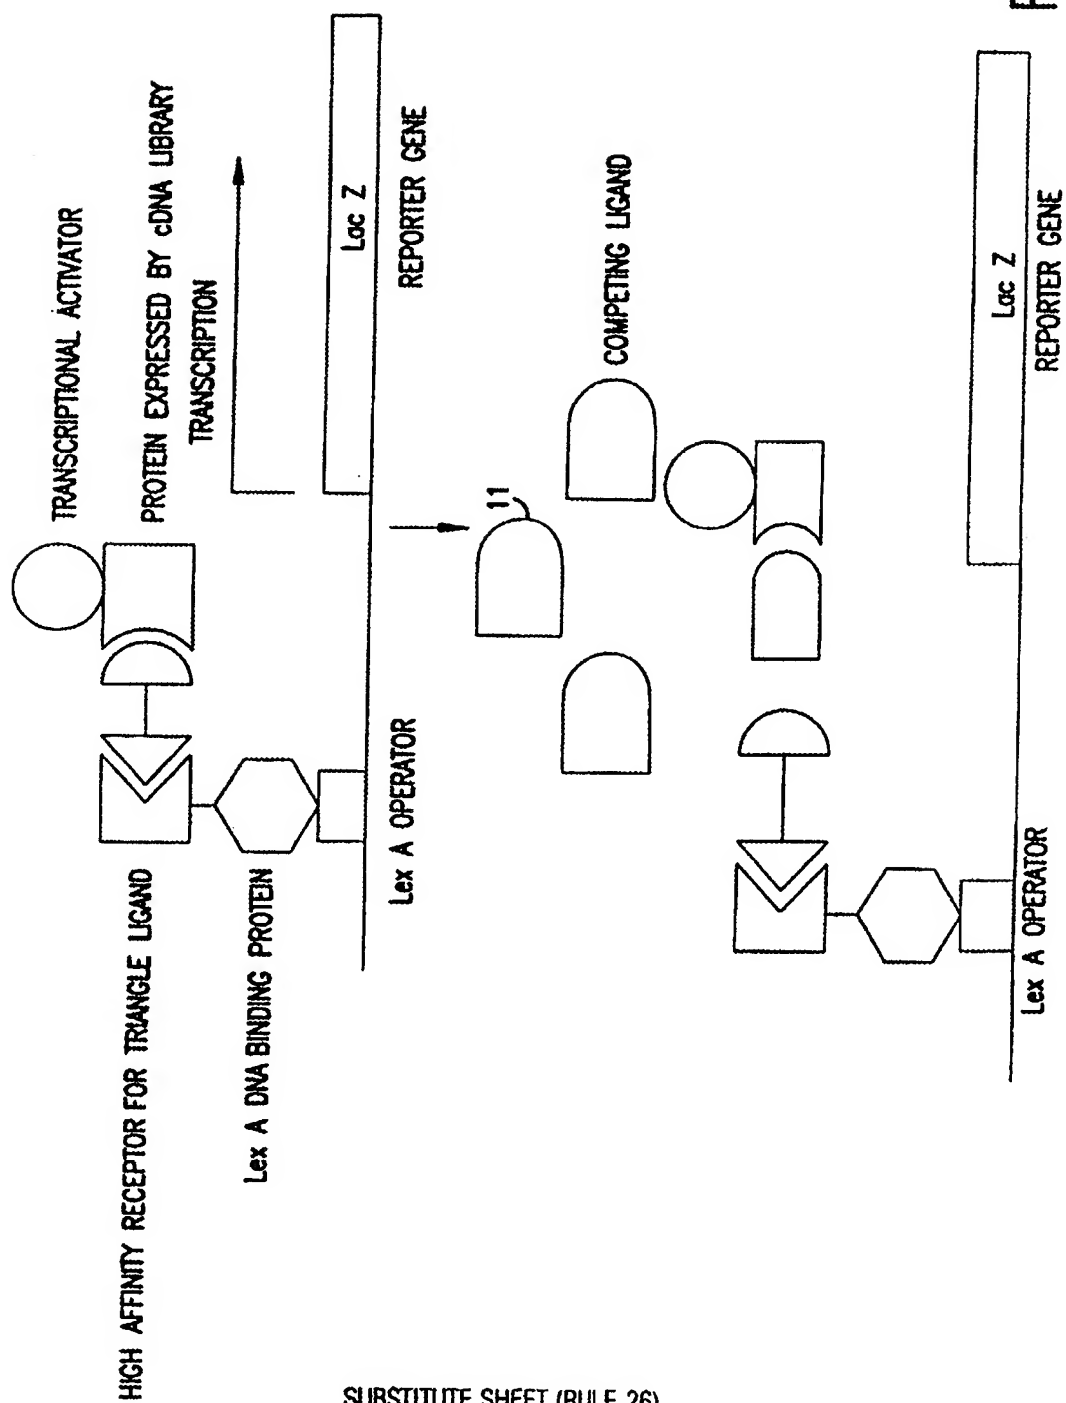 TRANSCRIPTIONAL ACTIVATOR
PROTEIN EXPRESSED BY cDNA LIBRARY
TRANSCRIPTION
HIGH AFFINITY RECEPTOR FOR TRIANGLE LIGAND
Lex A DNA BINDING PROTEIN
Lac Z
REPORTER GENE
Lex A OPERATOR
11
COMPETING LIGAND
Lac Z
REPORTER GENE
Lex A OPERATOR
SUBSTITUTE SHEET (RULE 26)